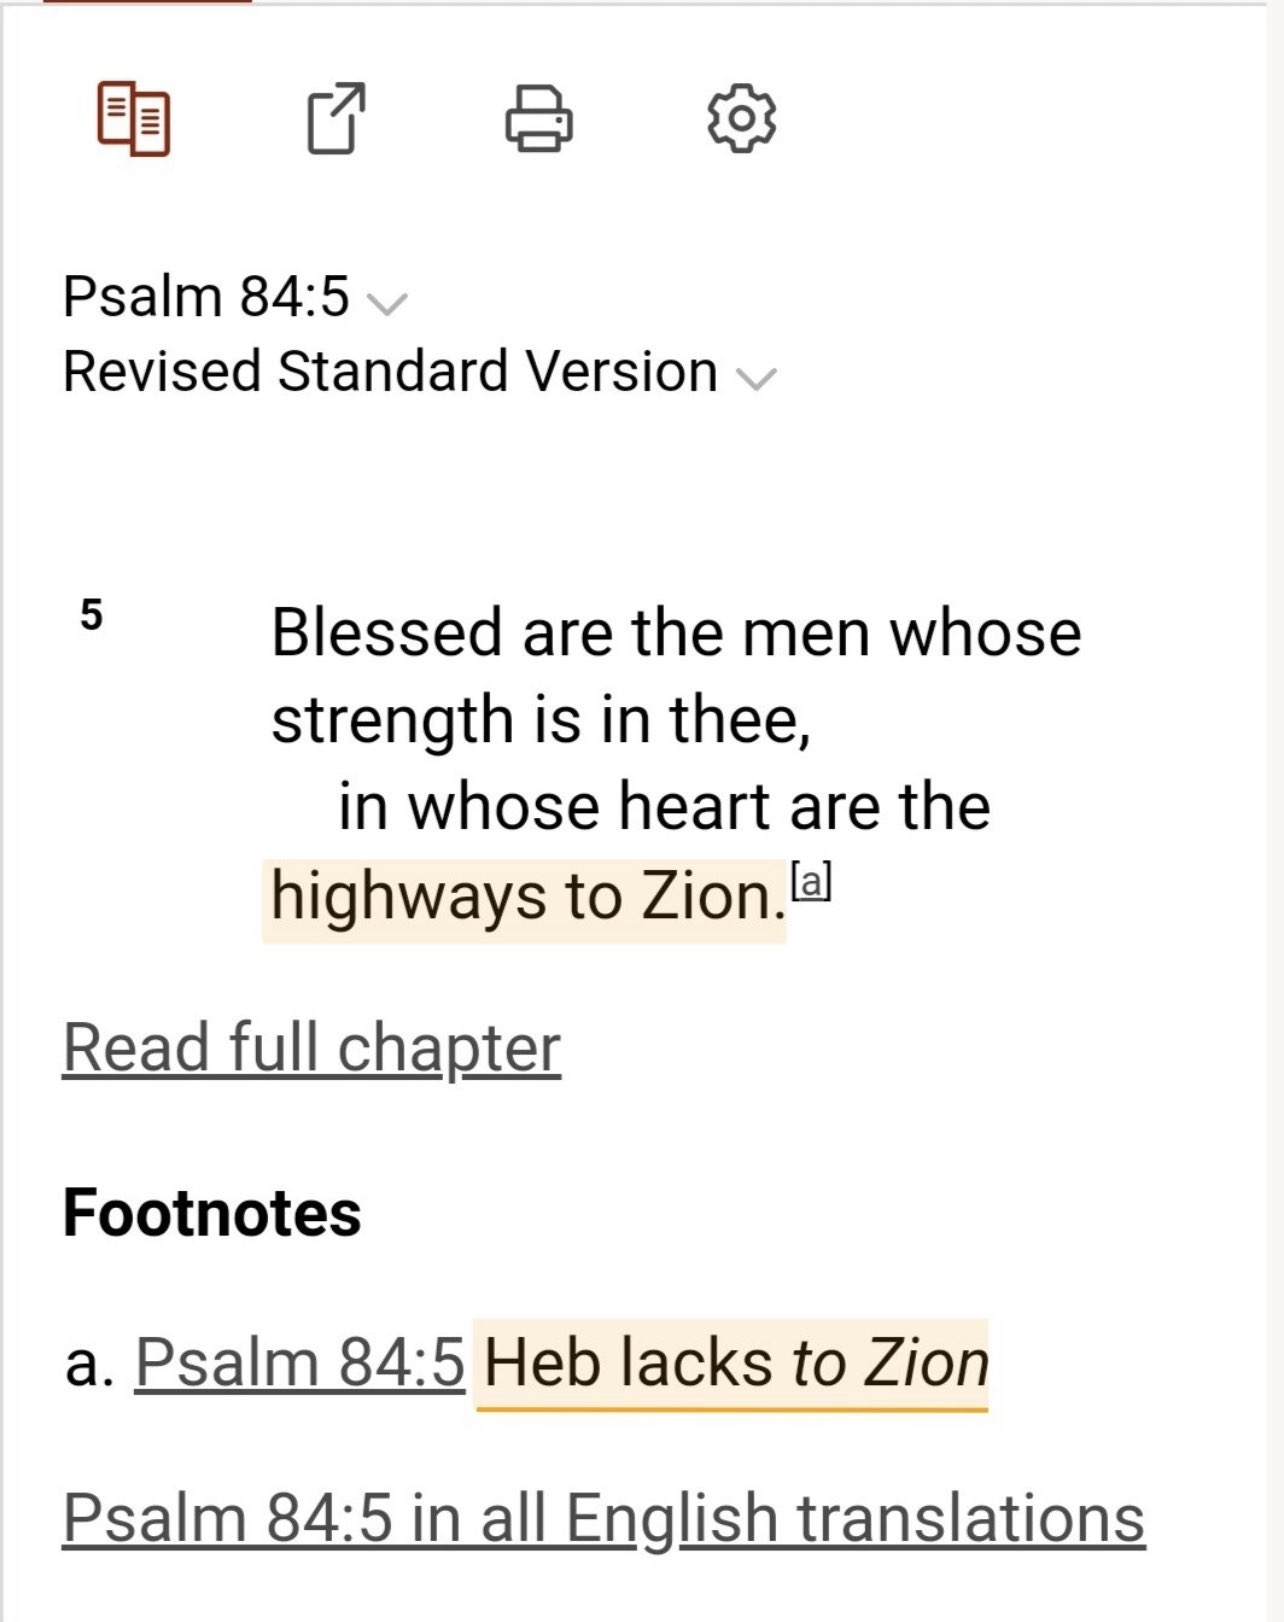 Psalm 84:5
Revised Standard Version
5 Blessed are the men whose
strength is in thee,
in whose heart are the
highways to Zion.[a]
Read full chapter
Footnotes
a. Psalm 84:5 Heb lacks to Zion
Psalm 84:5 in all English translations